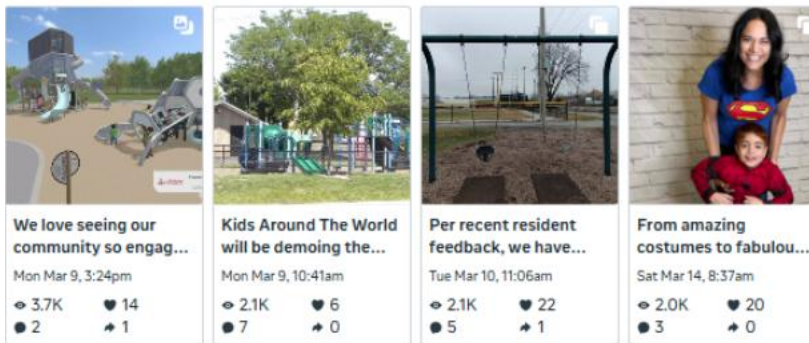 We love seeing our
community so engag...
Mon Mar 9, 3:24pm
3.7K 14
2 1
Kids Around The World
will be demoing the...
Mon Mar 9, 10:41am
2.1K 6
7 0
Per recent resident
feedback, we have...
Tue Mar 10, 11:06am
2.1K 22
5 1
From amazing
costumes to fabulou...
Sat Mar 14, 8:37am
2.0K 20
3 0